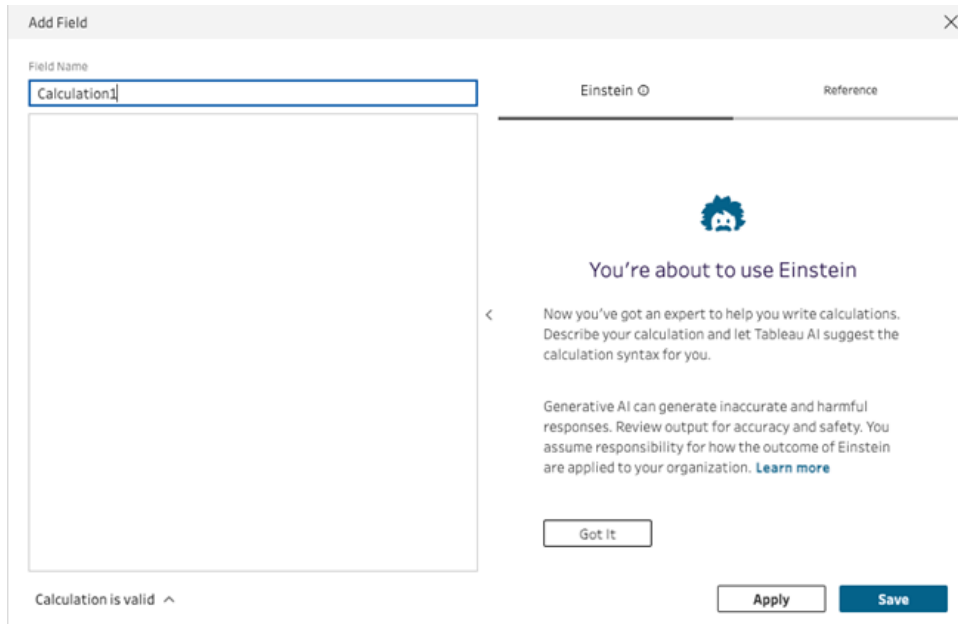 Add Field
Field Name
Calculation1
Einstein
Reference
You're about to use Einstein
Now you've got an expert to help you write calculations.
Describe your calculation and let Tableau AI suggest the
calculation syntax for you.
Generative AI can generate inaccurate and harmful
responses. Review output for accuracy and safety. You
assume responsibility for how the outcome of Einstein
are applied to your organization. Learn more
Got It
Calculation is valid
Apply
Save